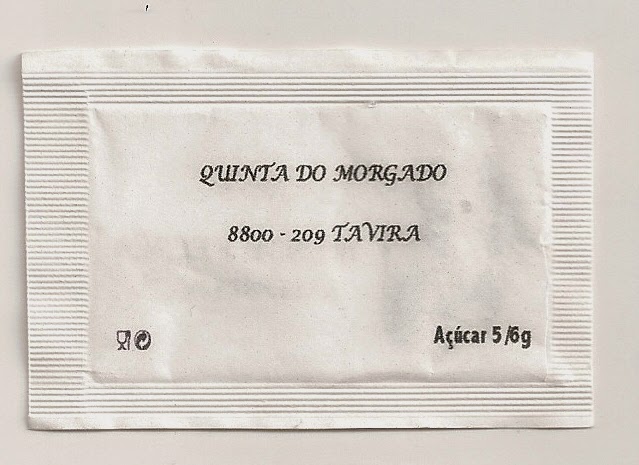 QUINTA DO MORGADO
8800 - 209 TAVIRA
Açúcar 5/6g